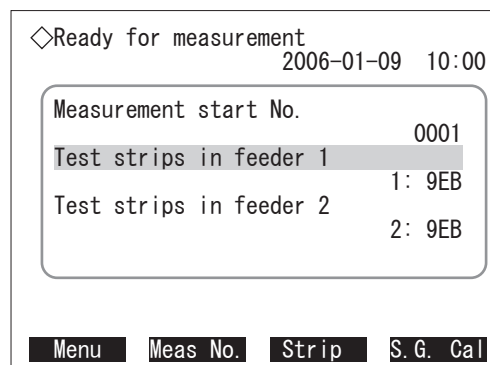 ◇Ready for measurement
2006-01-09 10:00
Measurement start No.
0001
Test strips in feeder 1
1: 9EB
Test strips in feeder 2
2: 9EB
Menu Meas No. Strip S.G. Cal